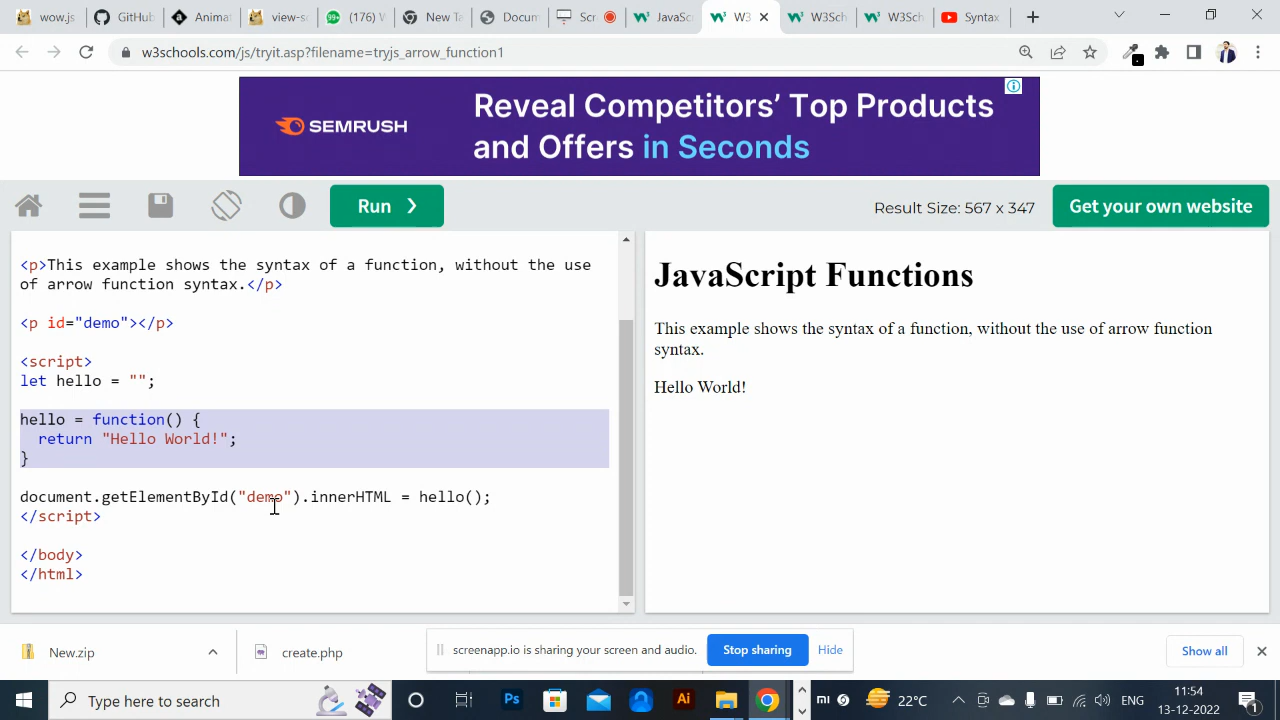 wow.js
GitHub
Animat
view-so
(176) W
New Ta
Docum
Scr
JavaScr
W3
W3Sch
W3Sch
Syntax
w3schools.com/js/tryit.asp?filename=tryjs_arrow_function1
SEMRUSH
Reveal Competitors' Top Products
and Offers in Seconds
Run ❯
Result Size: 567 x 347
Get your own website
<p>This example shows the syntax of a function, without the use
of arrow function syntax.</p>
<p id="demo"></p>
<script>
let hello = "";
hello = function() {
  return "Hello World!";
}
document.getElementById("demo").innerHTML = hello();
</script>
</body>
</html>
JavaScript Functions
This example shows the syntax of a function, without the use of arrow function
syntax.
Hello World!
New.zip
create.php
screenapp.io is sharing your screen and audio.
Stop sharing
Hide
Show all
Type here to search
Ps
Ai
22°C
ENG
11:54
13-12-2022